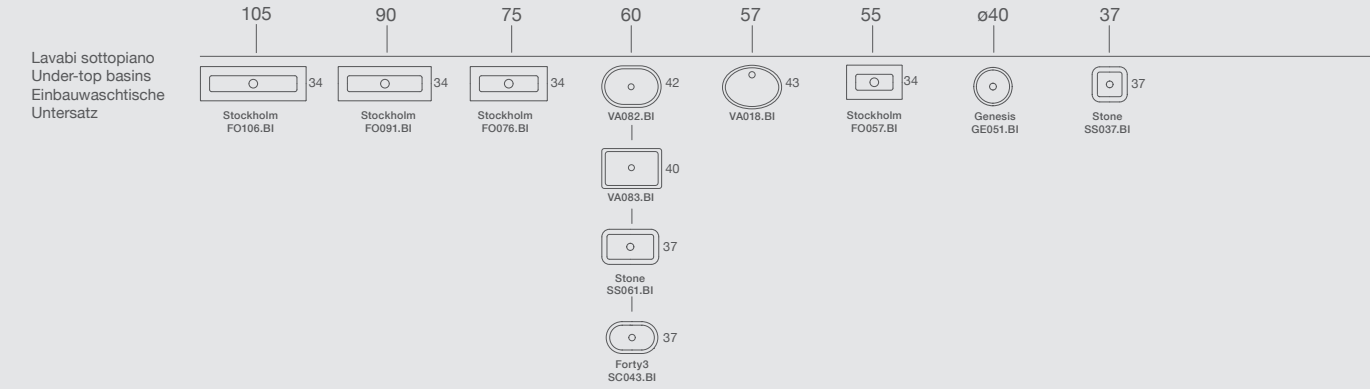 105 90 75 60 57 55 ø40 37
Lavabi sottopiano
Under-top basins
Einbauwaschtische
Untersatz
34 34 34 42 43 34 37
Stockholm Stockholm Stockholm VA082.BI VA018.BI Stockholm Genesis Stone
FO106.BI FO091.BI FO076.BI FO057.BI GE051.BI SS037.BI
40
VA083.BI
37
Stone
SS061.BI
37
Forty3
SC043.BI